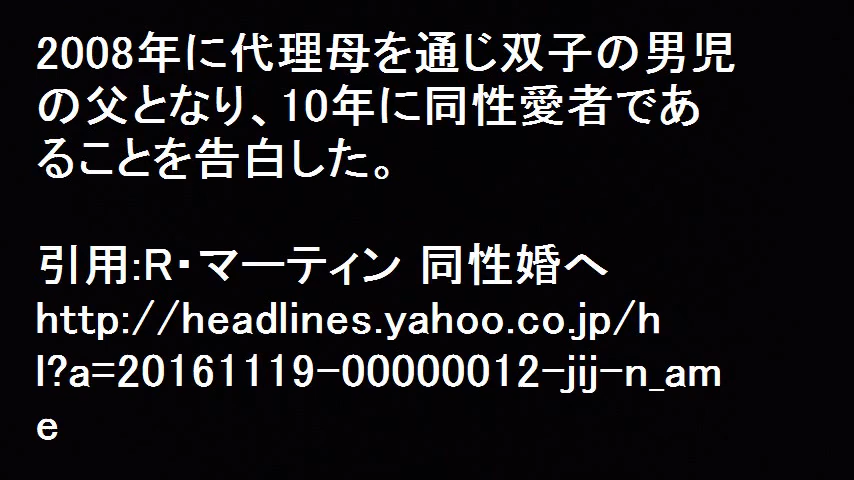 2008年に代理母を通じ双子の男児
の父となり、10年に同性愛者であ
ることを告白した。
引用:R・マーティン 同性婚へ
http://headlines.yahoo.co.jp/h
l?a=20161119-00000012-jij-n_am
e